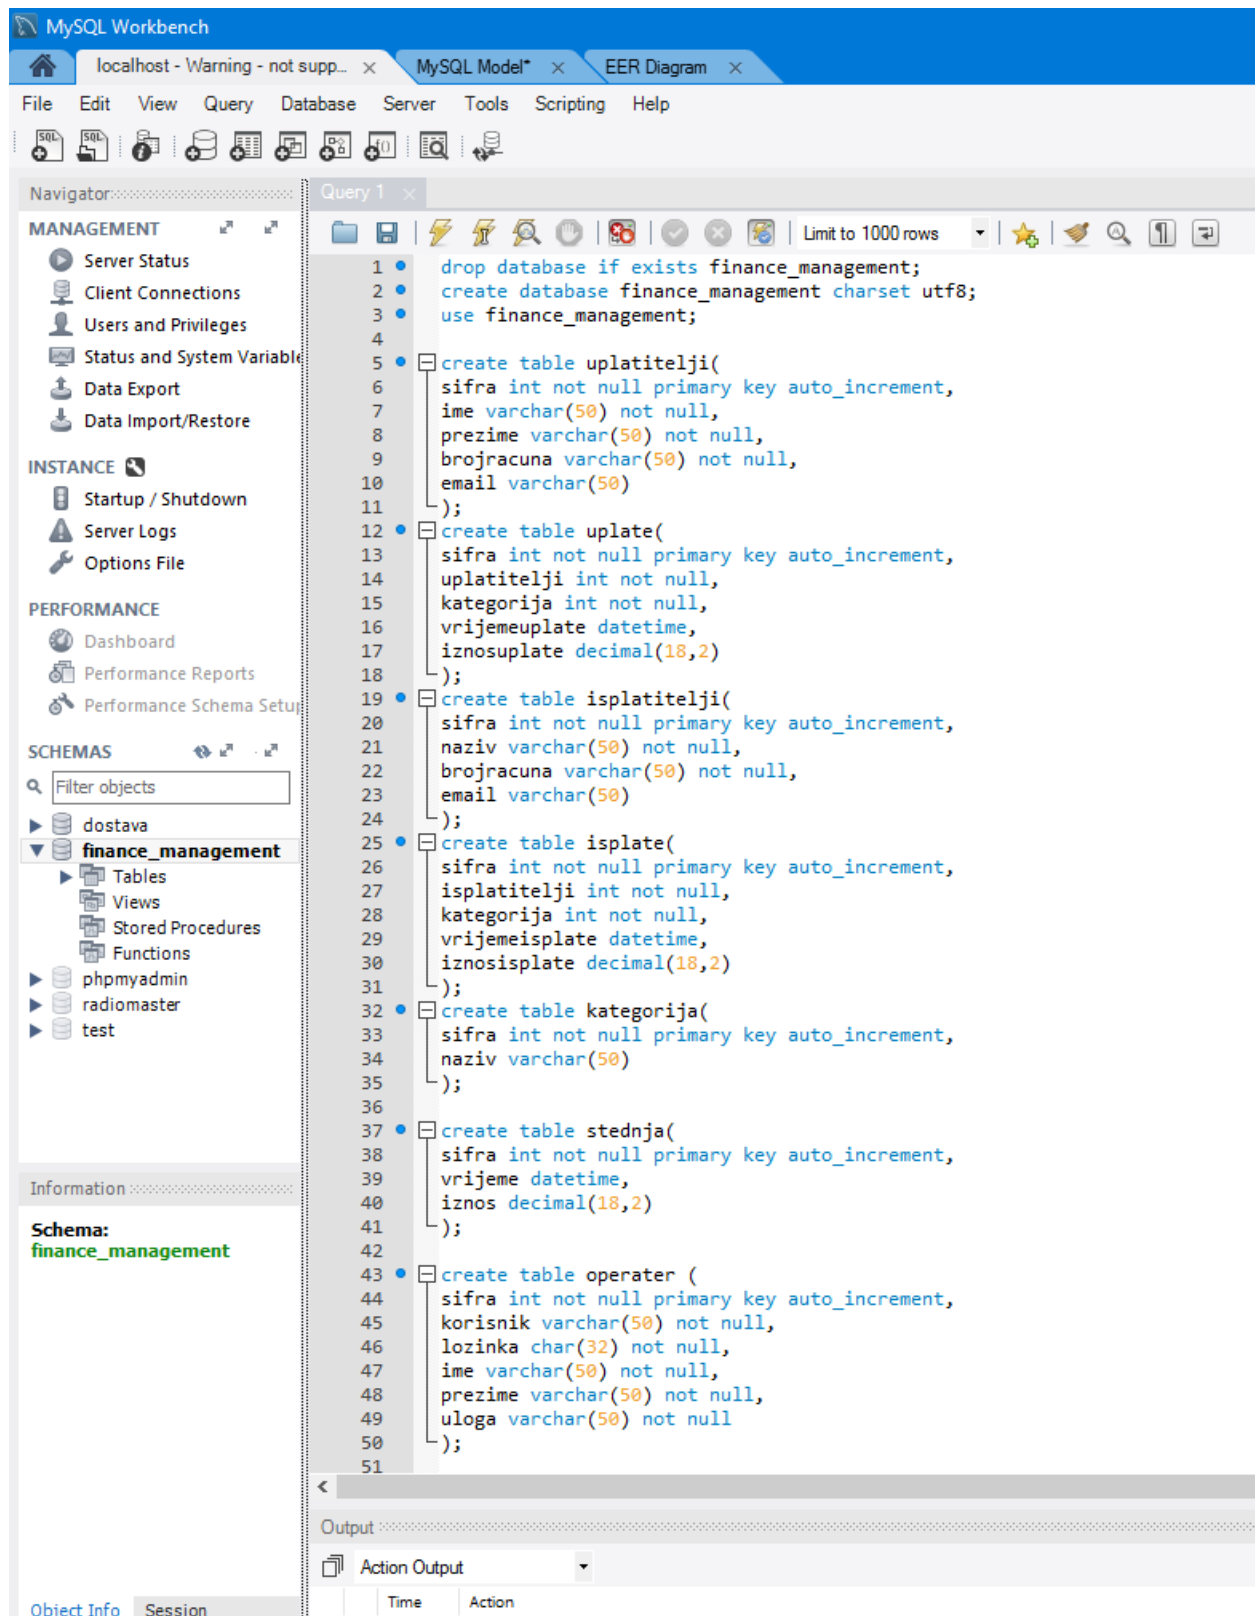 MySQL Workbench
localhost - Warning - not supp...
MySQL Model*
EER Diagram
File Edit View Query Database Server Tools Scripting Help
Navigator
MANAGEMENT
Server Status
Client Connections
Users and Privileges
Status and System Variable
Data Export
Data Import/Restore
INSTANCE
Startup / Shutdown
Server Logs
Options File
PERFORMANCE
Dashboard
Performance Reports
Performance Schema Setup
SCHEMAS
Filter objects
dostava
finance_management
Tables
Views
Stored Procedures
Functions
phpmyadmin
radiomaster
test
Information
Schema:
finance_management
Object Info Session
Query 1
Limit to 1000 rows
1 drop database if exists finance_management;
2 create database finance_management charset utf8;
3 use finance_management;
4
5 create table uplatitelji(
6 sifra int not null primary key auto_increment,
7 ime varchar(50) not null,
8 prezime varchar(50) not null,
9 brojracuna varchar(50) not null,
10 email varchar(50)
11 );
12 create table uplate(
13 sifra int not null primary key auto_increment,
14 uplatitelji int not null,
15 kategorija int not null,
16 vrijemeuplate datetime,
17 iznosuplate decimal(18,2)
18 );
19 create table isplatitelji(
20 sifra int not null primary key auto_increment,
21 naziv varchar(50) not null,
22 brojracuna varchar(50) not null,
23 email varchar(50)
24 );
25 create table isplate(
26 sifra int not null primary key auto_increment,
27 isplatitelji int not null,
28 kategorija int not null,
29 vrijemeisplate datetime,
30 iznosisplate decimal(18,2)
31 );
32 create table kategorija(
33 sifra int not null primary key auto_increment,
34 naziv varchar(50)
35 );
36
37 create table stednja(
38 sifra int not null primary key auto_increment,
39 vrijeme datetime,
40 iznos decimal(18,2)
41 );
42
43 create table operater (
44 sifra int not null primary key auto_increment,
45 korisnik varchar(50) not null,
46 lozinka char(32) not null,
47 ime varchar(50) not null,
48 prezime varchar(50) not null,
49 uloga varchar(50) not null
50 );
51
Output
Action Output
Time Action